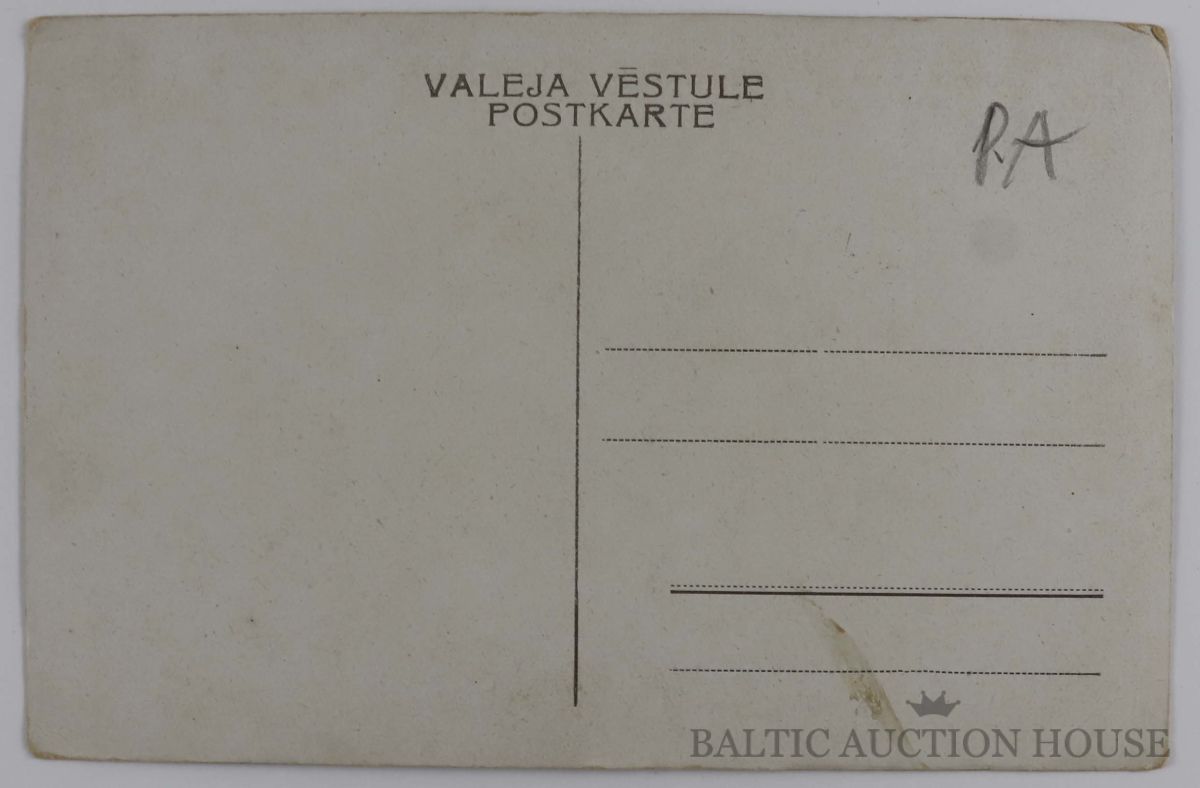 VALEJA VĒSTULE
POSTKARTE
P.A
BALTIC AUCTION HOUSE